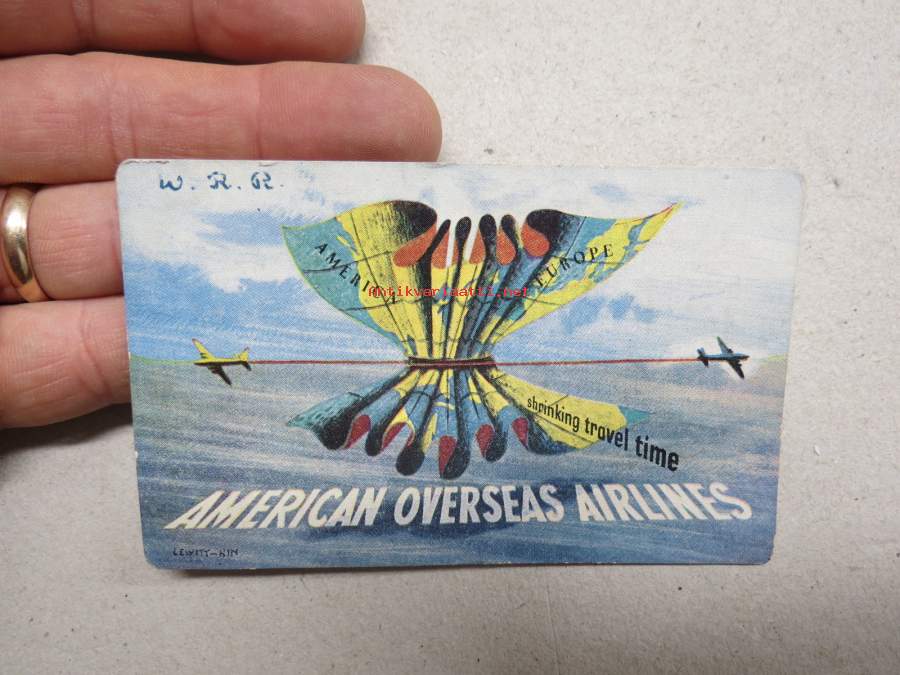 W. R. R.
AMERICA
EUROPE
Antikvariaatti.net
shrinking travel time
AMERICAN OVERSEAS AIRLINES
LEWITT-HIM